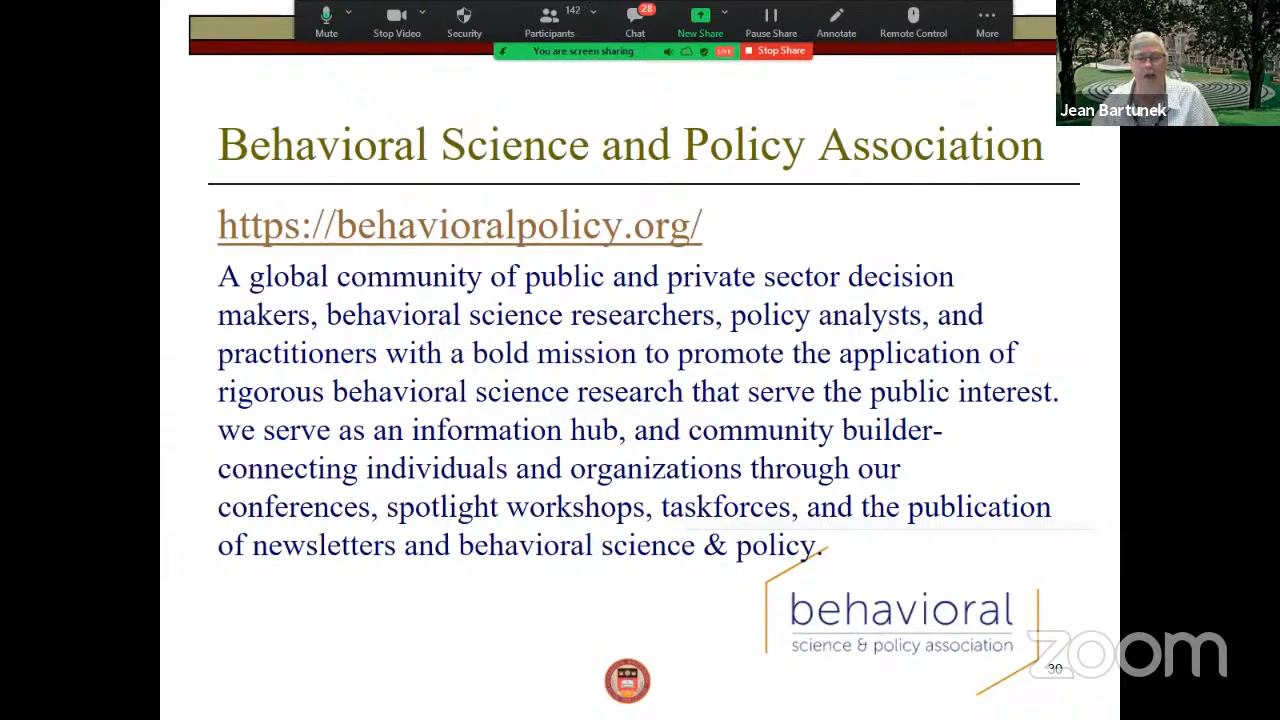 142
28
Mute
Stop Video
Security
Participants
Chat
New Share
Pause Share
Annotate
Remote Control
More
You are screen sharing
LIVE
Stop Share
Jean Bartunek
Behavioral Science and Policy Association
https://behavioralpolicy.org/
A global community of public and private sector decision
makers, behavioral science researchers, policy analysts, and
practitioners with a bold mission to promote the application of
rigorous behavioral science research that serve the public interest.
we serve as an information hub, and community builder-
connecting individuals and organizations through our
conferences, spotlight workshops, taskforces, and the publication
of newsletters and behavioral science & policy.
behavioral
science & policy association
zoom
30